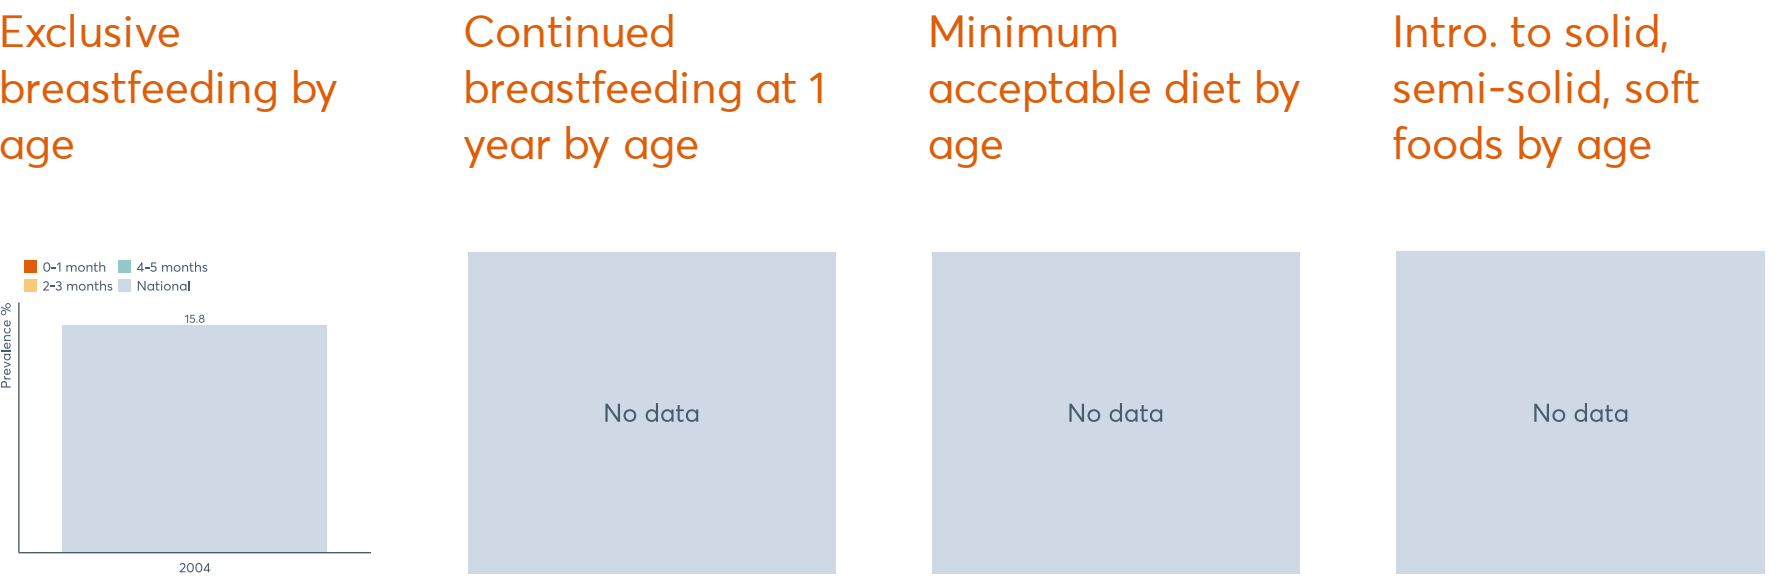 Exclusive
breastfeeding by
age
Continued
breastfeeding at 1
year by age
Minimum
acceptable diet by
age
Intro. to solid,
semi-solid, soft
foods by age
0-1 month
4-5 months
2-3 months
National
Prevalence %
15.8
2004
No data
No data
No data